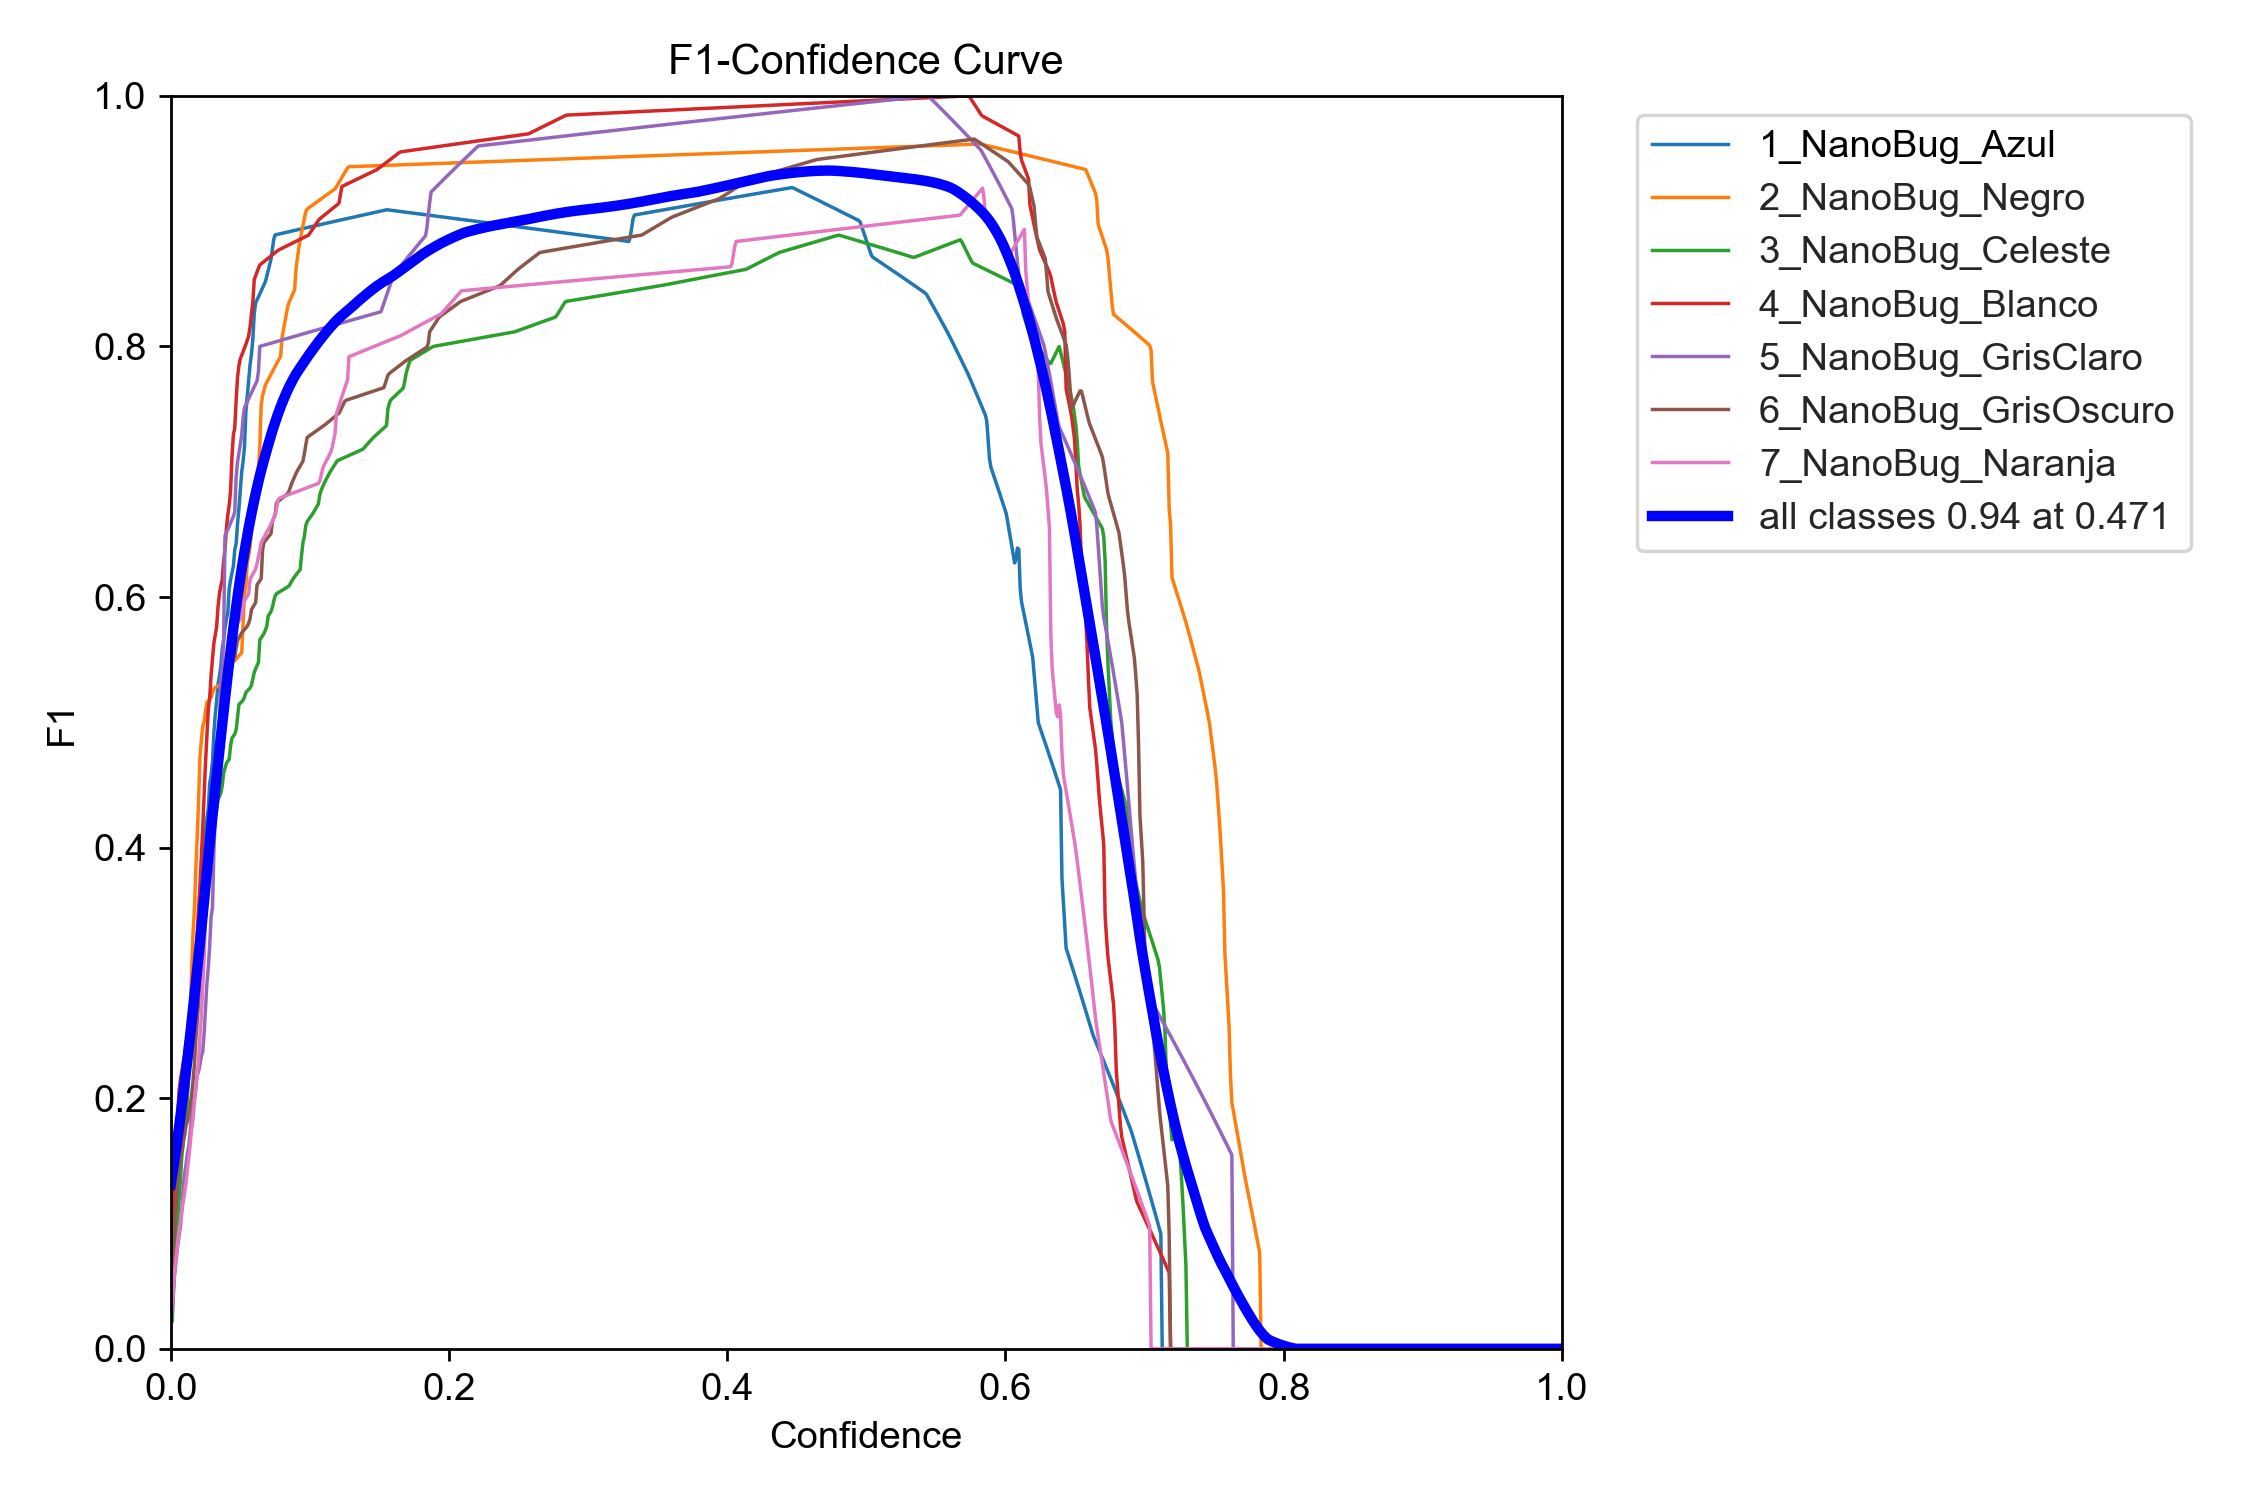 F1-Confidence Curve
1.0
0.8
0.6
0.4
0.2
0.0
F1
0.0 0.2 0.4 0.6 0.8 1.0
Confidence
1_NanoBug_Azul
2_NanoBug_Negro
3_NanoBug_Celeste
4_NanoBug_Blanco
5_NanoBug_GrisClaro
6_NanoBug_GrisOscuro
7_NanoBug_Naranja
all classes 0.94 at 0.471